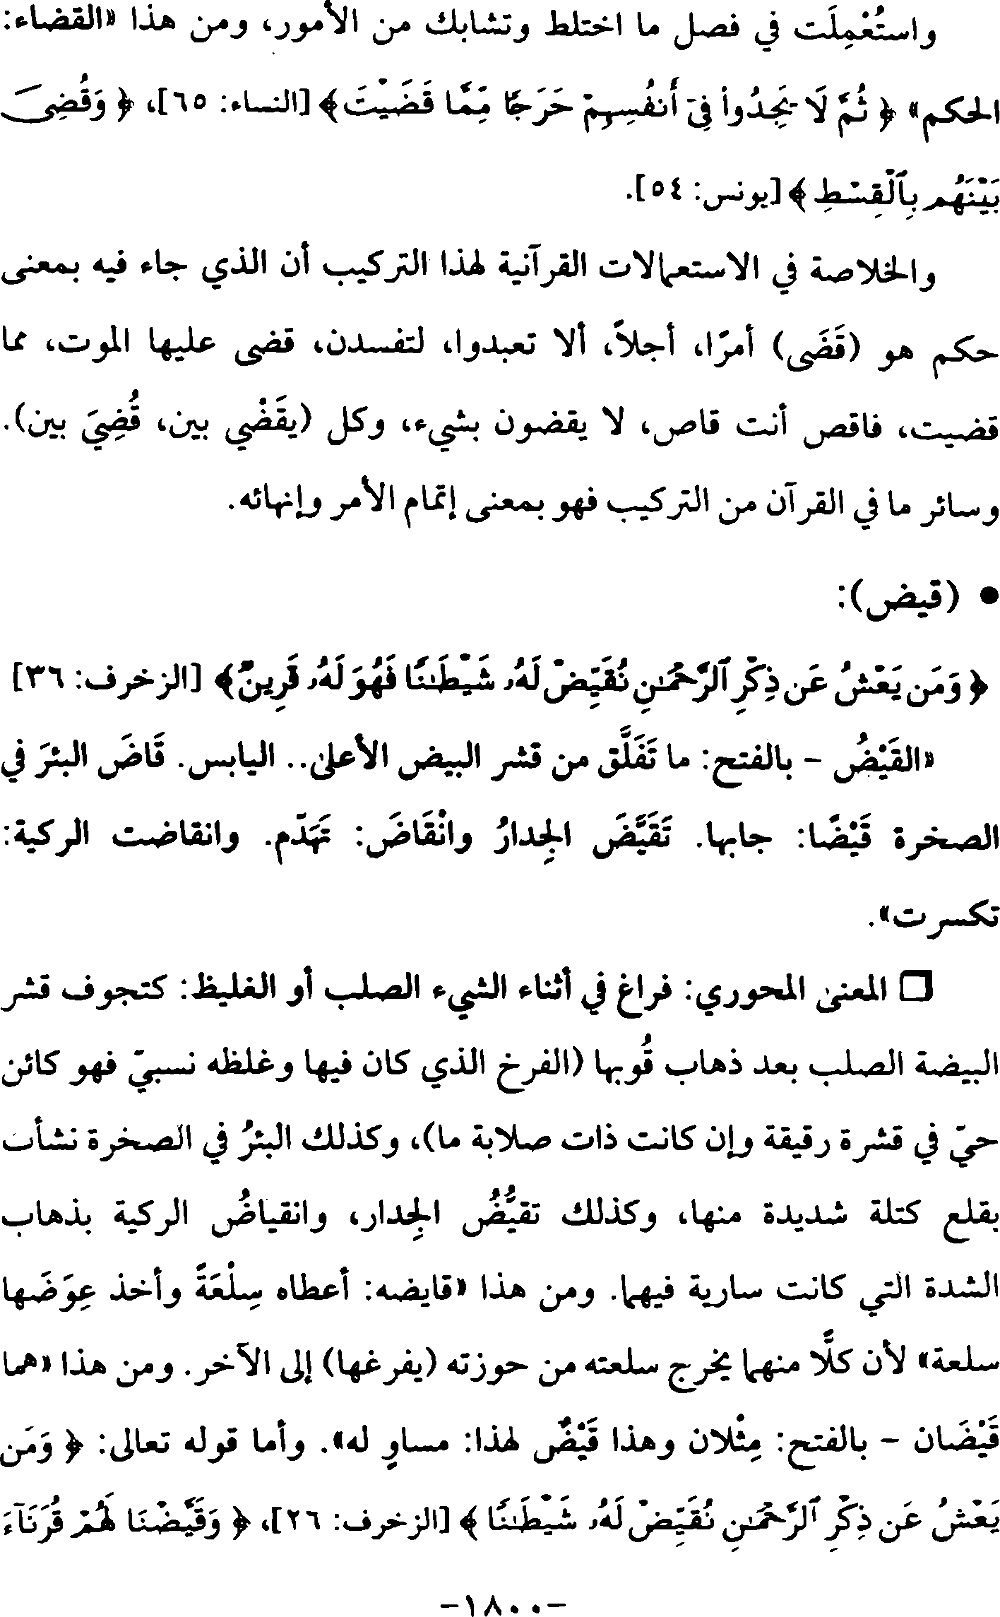 واستُعْمِلَت في فصل ما اختلط وتشابك من الأمور، ومن هذا «القضاء:
الحكم» ﴿ ثُمَّ لَا يَجِدُوا۟ فِىٓ أَنفُسِهِمْ حَرَجًا مِّمَّا قَضَيْتَ﴾ [النساء: ٦٥]، ﴿ وَقُضِىَ
بَيْنَهُم بِٱلْقِسْطِ ﴾ [يونس: ٥٤].
والخلاصة في الاستعمالات القرآنية لهذا التركيب أن الذي جاء فيه بمعنى
حكم هو (قَضَى) أمرًا، أجلاً، ألا تعبدوا، لتفسدن، قضى عليها الموت، مما
قضيت، فاقض أنت قاض، لا يقضون بشيء، وكل (يقَضْي بين، قُضِيَ بين).
وسائر ما في القرآن من التركيب فهو بمعنى إتمام الأمر وإنهائه.
● (قيض):
﴿ وَمَن يَعْشُ عَن ذِكْرِ ٱلرَّحْمَـٰنِ نُقَيِّضْ لَهُۥ شَيْطَـٰنًا فَهُوَ لَهُۥ قَرِينٌ﴾ [الزخرف: ٣٦]
«القَيْضُ - بالفتح: ما تَفَلَّق من قشر البيض الأعلى.. اليابس. قَاضَ البئرَ في
الصخرة قَيْضًا: جابها. تَقَيَّضَ الجِدارُ وانْقَاضَ: تَهَدّم. وانقاضت الركية:
تكسرت».
❑ المعنى المحوري: فراغ في أثناء الشيء الصلب أو الغليظ: كتجوف قشر
البيضة الصلب بعد ذهاب قُوبها (الفرخ الذي كان فيها وغلظه نسبيّ فهو كائن
حيّ في قشرة رقيقة وإن كانت ذات صلابة ما)، وكذلك البئرُ في الصخرة نشأت
بقلع كتلة شديدة منها، وكذلك تقيُّضُ الجِدار، وانقياضُ الركية بذهاب
الشدة التي كانت سارية فيهما. ومن هذا «قايضه: أعطاه سِلْعَةً وأخذ عِوَضَها
سلعة» لأن كلًّا منهما يخرج سلعته من حوزته (يفرغها) إلى الآخر. ومن هذا «هما
قَيْضَان - بالفتح: مِثْلان وهذا قَيْضٌ لهذا: مساوٍ له». وأما قوله تعالى: ﴿ وَمَن
يَعْشُ عَن ذِكْرِ ٱلرَّحْمَـٰنِ نُقَيِّضْ لَهُۥ شَيْطَـٰنًا ﴾ [الزخرف: ٢٦]، ﴿ وَقَيَّضْنَا لَهُمْ قُرَنَآءَ
-١٨٠٠-